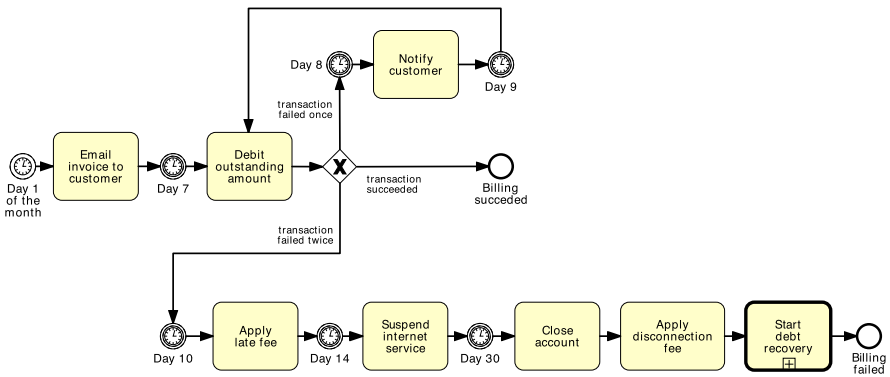 Day 8
Notify
customer
Day 9
transaction
failed once
Day 1
of the
month
Email
invoice to
customer
Day 7
Debit
outstanding
amount
X
transaction
succeeded
Billing
succeded
transaction
failed twice
Day 10
Apply
late fee
Day 14
Suspend
internet
service
Day 30
Close
account
Apply
disconnection
fee
Start
debt
recovery
Billing
failed